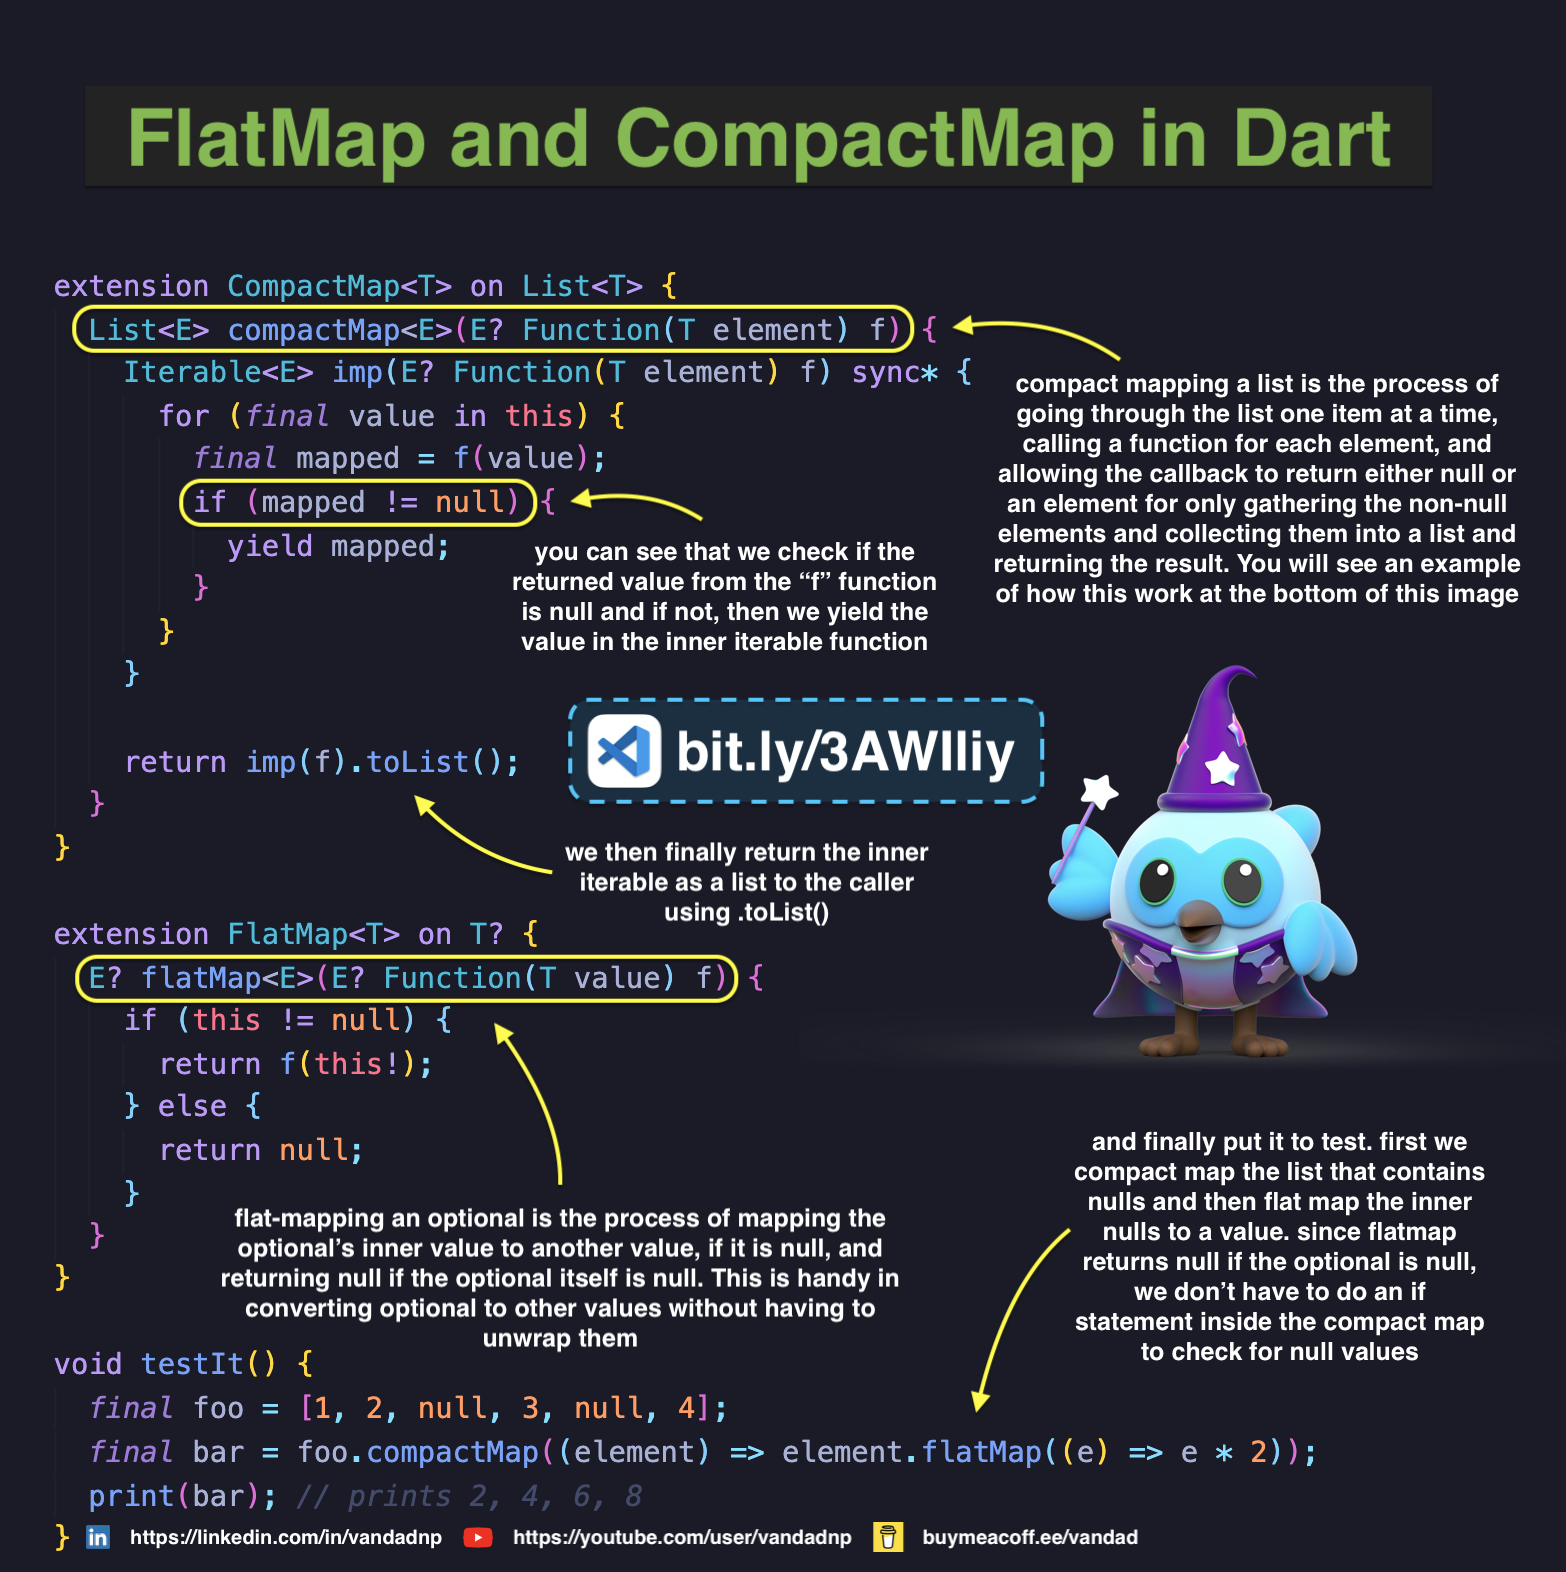 FlatMap and CompactMap in Dart
extension CompactMap<T> on List<T> {
List<E> compactMap<E>(E? Function(T element) f) {
Iterable<E> imp(E? Function(T element) f) sync* {
for (final value in this) {
final mapped = f(value);
if (mapped != null) {
yield mapped;
}
}
}
return imp(f).toList();
}
}
compact mapping a list is the process of
going through the list one item at a time,
calling a function for each element, and
allowing the callback to return either null or
an element for only gathering the non-null
elements and collecting them into a list and
returning the result. You will see an example
of how this work at the bottom of this image
you can see that we check if the
returned value from the “f” function
is null and if not, then we yield the
value in the inner iterable function
bit.ly/3AWIliy
we then finally return the inner
iterable as a list to the caller
using .toList()
extension FlatMap<T> on T? {
E? flatMap<E>(E? Function(T value) f) {
if (this != null) {
return f(this!);
} else {
return null;
}
}
}
flat-mapping an optional is the process of mapping the
optional’s inner value to another value, if it is null, and
returning null if the optional itself is null. This is handy in
converting optional to other values without having to
unwrap them
and finally put it to test. first we
compact map the list that contains
nulls and then flat map the inner
nulls to a value. since flatmap
returns null if the optional is null,
we don’t have to do an if
statement inside the compact map
to check for null values
void testIt() {
final foo = [1, 2, null, 3, null, 4];
final bar = foo.compactMap((element) => element.flatMap((e) => e * 2));
print(bar); // prints 2, 4, 6, 8
}
in https://linkedin.com/in/vandadnp https://youtube.com/user/vandadnp buymeacoff.ee/vandad